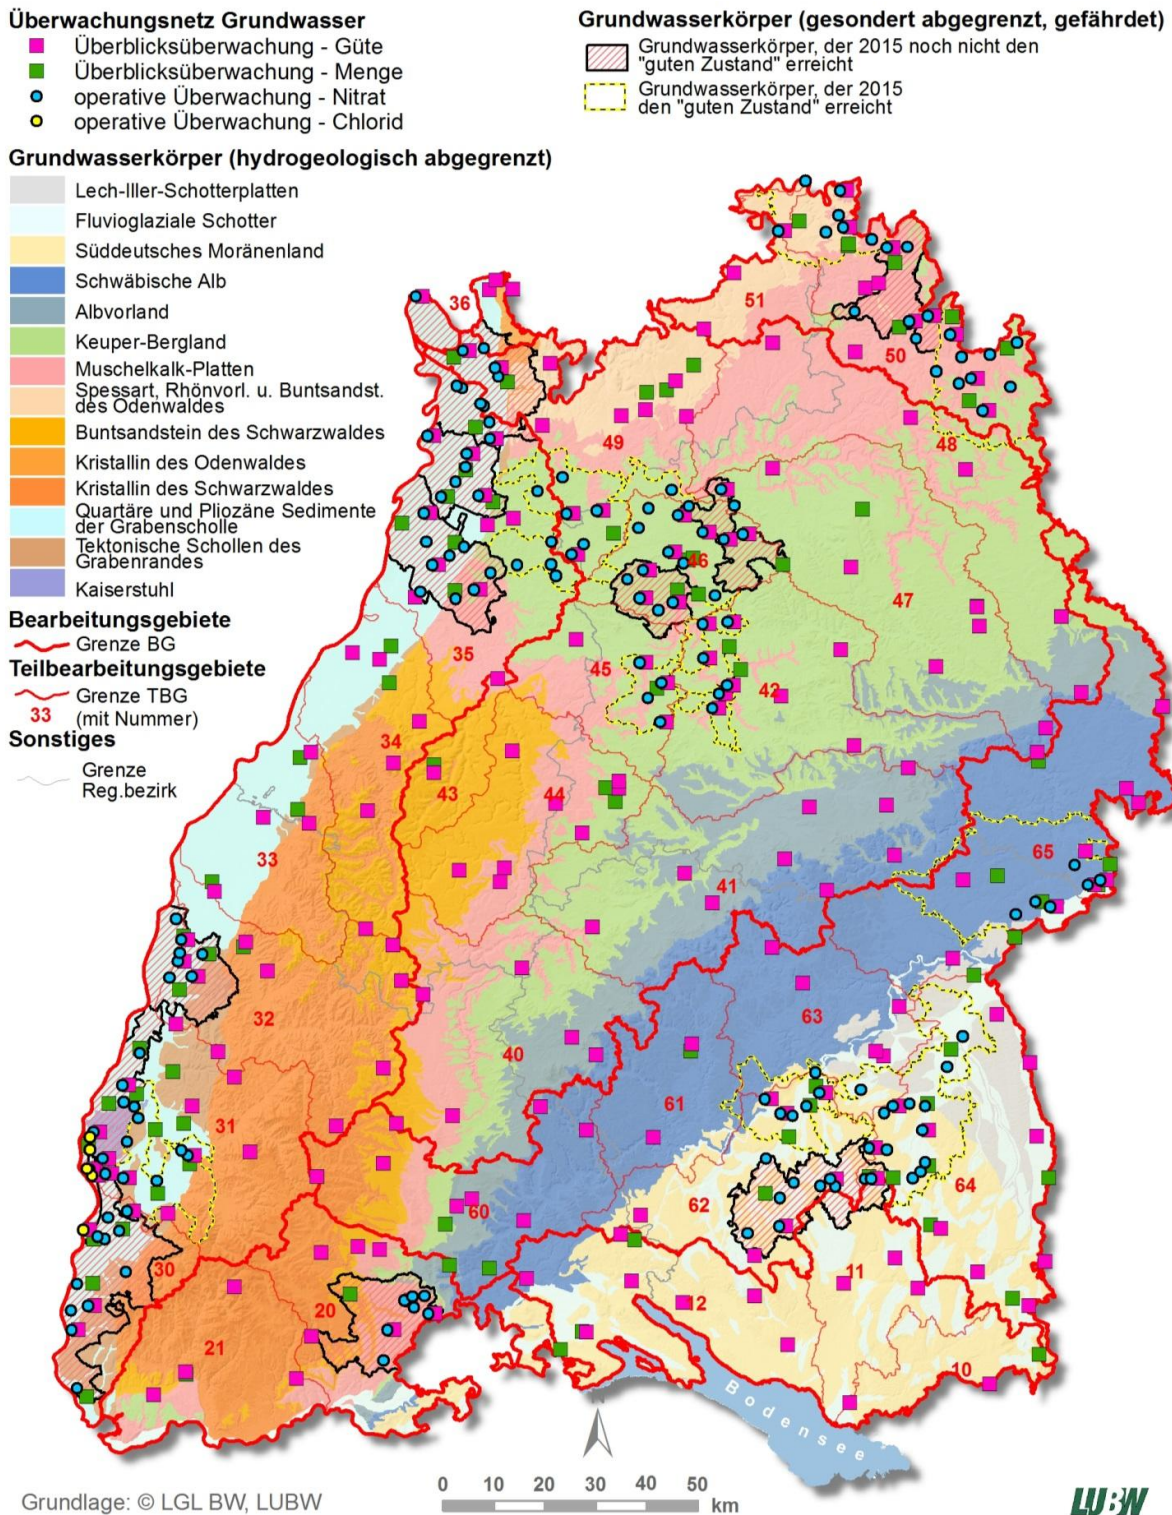 Überwachungsnetz Grundwasser
Überblicksüberwachung - Güte
Überblicksüberwachung - Menge
operative Überwachung - Nitrat
operative Überwachung - Chlorid
Grundwasserkörper (gesondert abgegrenzt, gefährdet)
Grundwasserkörper, der 2015 noch nicht den
"guten Zustand" erreicht
Grundwasserkörper, der 2015
den "guten Zustand" erreicht
Grundwasserkörper (hydrogeologisch abgegrenzt)
Lech-Iller-Schotterplatten
Fluvioglaziale Schotter
Süddeutsches Moränenland
Schwäbische Alb
Albvorland
Keuper-Bergland
Muschelkalk-Platten
Spessart, Rhönvorl. u. Buntsandst.
des Odenwaldes
Buntsandstein des Schwarzwaldes
Kristallin des Odenwaldes
Kristallin des Schwarzwaldes
Quartäre und Pliozäne Sedimente
der Grabenscholle
Tektonische Schollen des
Grabenrandes
Kaiserstuhl
Bearbeitungsgebiete
Grenze BG
Teilbearbeitungsgebiete
Grenze TBG
33 (mit Nummer)
Sonstiges
Grenze
Reg.bezirk
36
51
50
49
48
46
47
35
45
42
34
43
44
33
65
41
32
63
40
61
31
62
64
60
30
11
20
12
21
10
Bodensee
0 10 20 30 40 50
km
Grundlage: © LGL BW, LUBW
LUBW